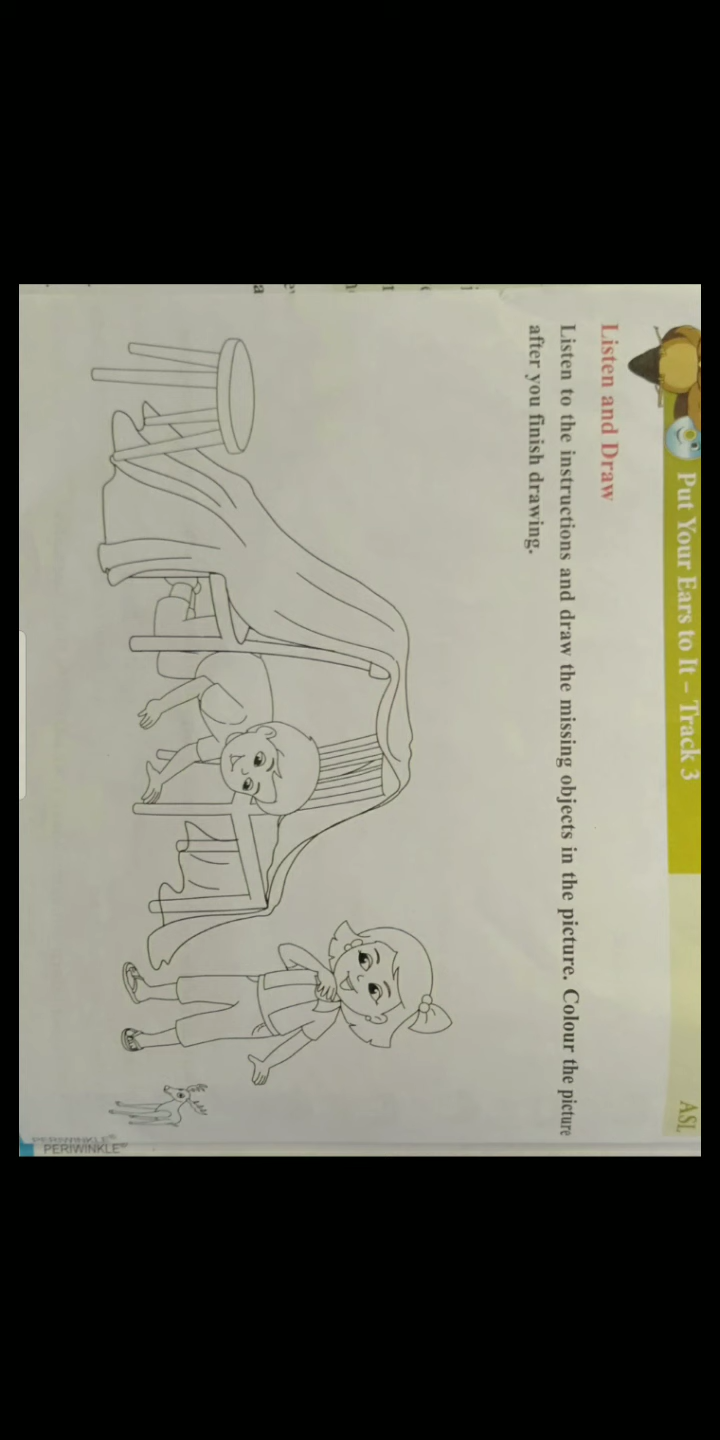 Put Your Ears to It – Track 3
ASL
Listen and Draw
Listen to the instructions and draw the missing objects in the picture. Colour the picture
after you finish drawing.
PERIWINKLE
PERIWINKLE